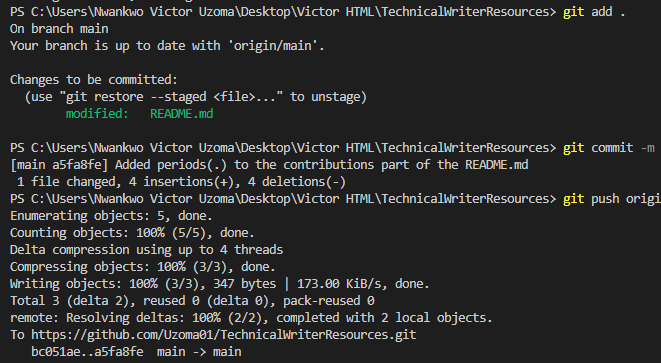 PS C:\Users\Nwankwo Victor Uzoma\Desktop\Victor HTML\TechnicalWriterResources> git add .
On branch main
Your branch is up to date with 'origin/main'.
Changes to be committed:
(use "git restore --staged <file>..." to unstage)
modified: README.md
PS C:\Users\Nwankwo Victor Uzoma\Desktop\Victor HTML\TechnicalWriterResources> git commit -m
[main a5fa8fe] Added periods(.) to the contributions part of the README.md
1 file changed, 4 insertions(+), 4 deletions(-)
PS C:\Users\Nwankwo Victor Uzoma\Desktop\Victor HTML\TechnicalWriterResources> git push origi
Enumerating objects: 5, done.
Counting objects: 100% (5/5), done.
Delta compression using up to 4 threads
Compressing objects: 100% (3/3), done.
Writing objects: 100% (3/3), 347 bytes | 173.00 KiB/s, done.
Total 3 (delta 2), reused 0 (delta 0), pack-reused 0
remote: Resolving deltas: 100% (2/2), completed with 2 local objects.
To https://github.com/Uzoma01/TechnicalWriterResources.git
bc051ae..a5fa8fe main -> main